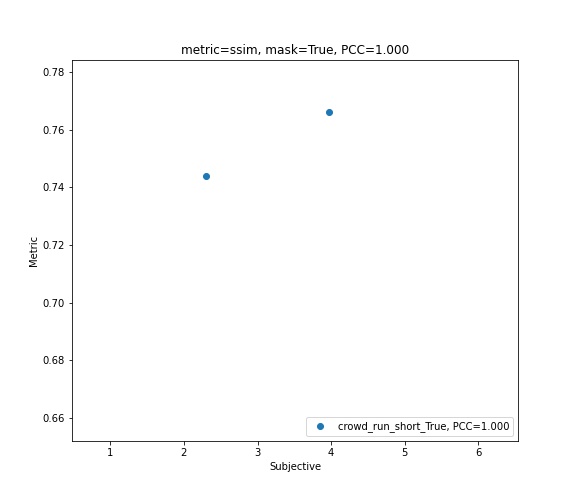 metric=ssim, mask=True, PCC=1.000
0.78
0.76
0.74
0.72
0.70
0.68
0.66
Metric
crowd_run_short_True, PCC=1.000
1 2 3 4 5 6
Subjective